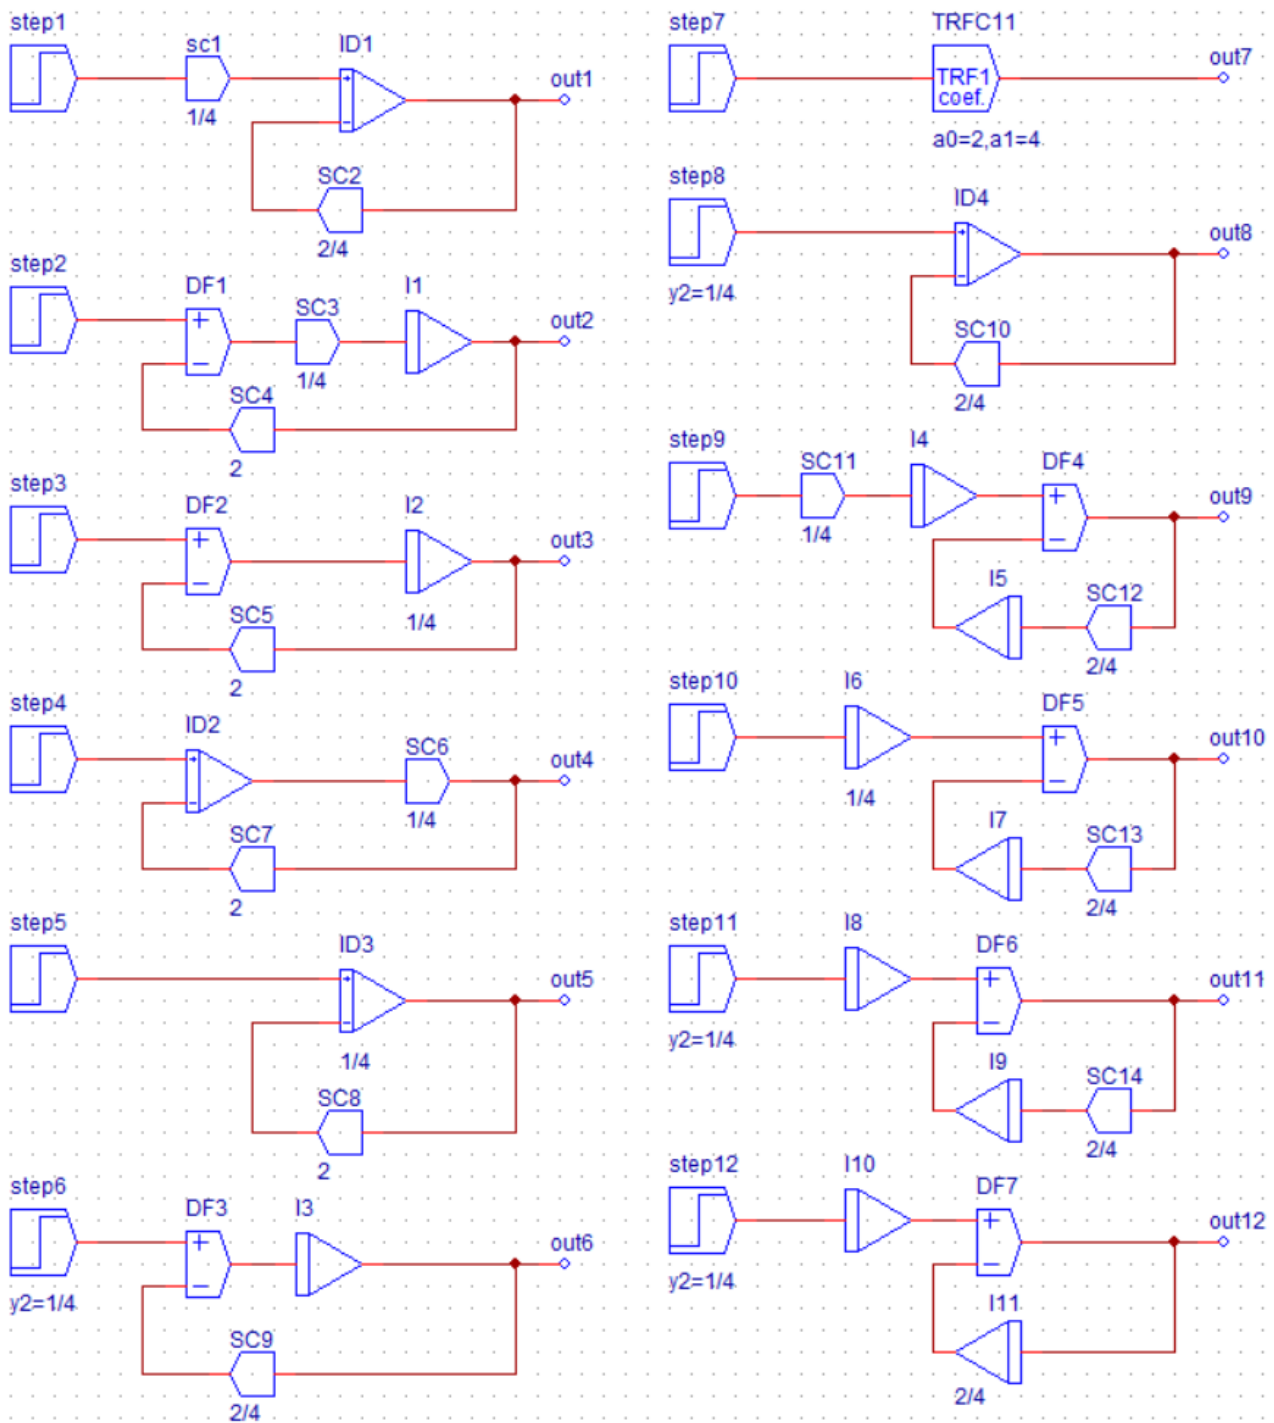 step1
sc1
ID1
out1
1/4
SC2
2/4
step2
DF1
SC3
I1
out2
1/4
SC4
2
step3
DF2
I2
out3
1/4
SC5
2
step4
ID2
SC6
out4
1/4
SC7
2
step5
ID3
out5
1/4
SC8
2
step6
DF3
I3
out6
y2=1/4
SC9
2/4
step7
TRFC11
out7
TRF1
coef.
a0=2,a1=4
step8
ID4
out8
y2=1/4
SC10
2/4
step9
SC11
I4
DF4
out9
1/4
I5
SC12
2/4
step10
I6
DF5
out10
1/4
I7
SC13
2/4
step11
I8
DF6
out11
y2=1/4
I9
SC14
2/4
step12
I10
DF7
out12
y2=1/4
I11
2/4